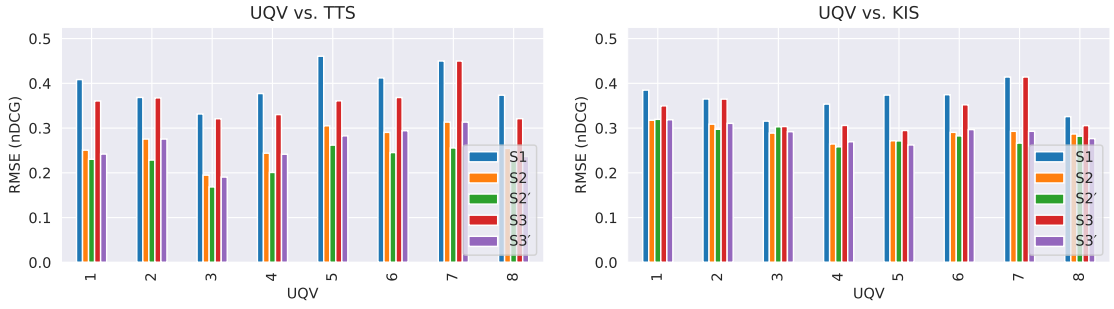 UQV vs. TTS
RMSE (nDCG)
0.5
0.4
0.3
0.2
0.1
0.0
1 2 3 4 5 6 7 8
UQV
S1
S2
S2′
S3
S3′
UQV vs. KIS
RMSE (nDCG)
0.5
0.4
0.3
0.2
0.1
0.0
1 2 3 4 5 6 7 8
UQV
S1
S2
S2′
S3
S3′